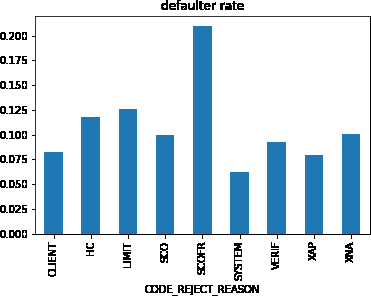 defaulter rate
0.200
0.175
0.150
0.125
0.100
0.075
0.050
0.025
0.000
CLIENT
HC
LIMIT
SCO
SCOFR
SYSTEM
VERIF
XAP
XNA
CODE_REJECT_REASON